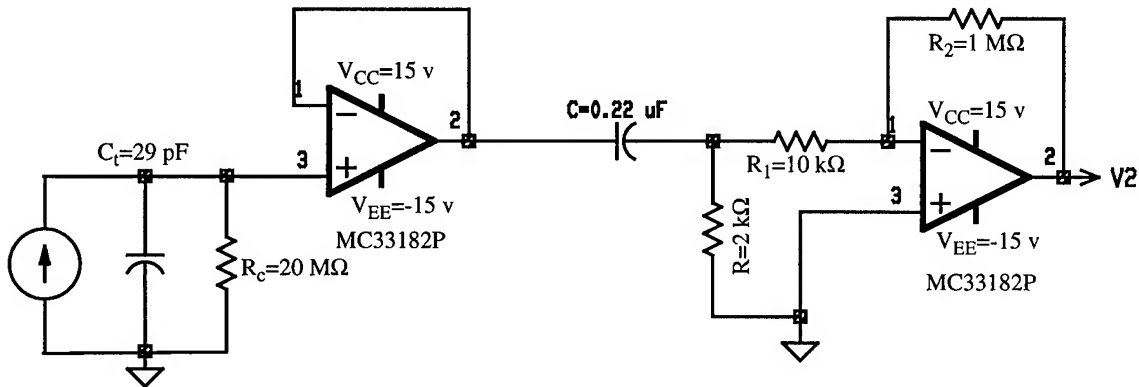 R₂=1 MΩ
V_CC=15 v
1
2
C=0.22 uF
V_CC=15 v
1
C_t=29 pF
3
R₁=10 kΩ
2
V2
V_EE=-15 v
3
R=2 kΩ
MC33182P
V_EE=-15 v
R_c=20 MΩ
MC33182P